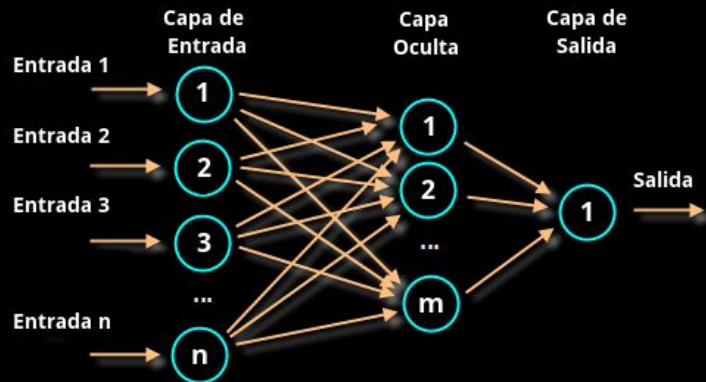 Capa de
Entrada
Capa
Oculta
Capa de
Salida
Entrada 1
1
Entrada 2
2
Entrada 3
3
...
Entrada n
n
1
2
...
m
1
Salida